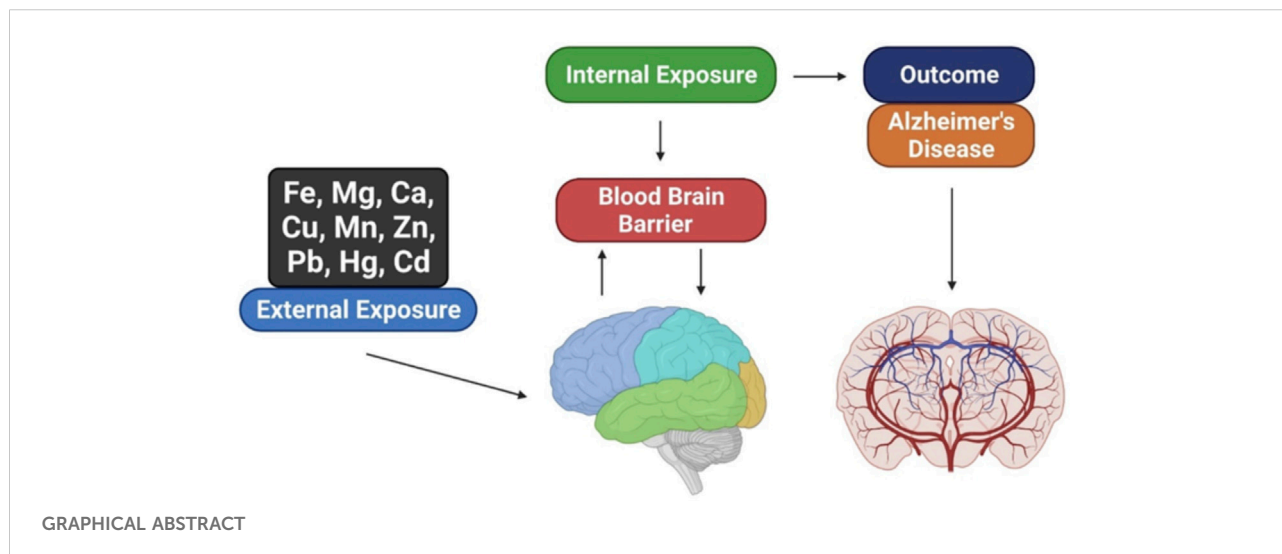 Internal Exposure
Outcome
Alzheimer's
Disease
Fe, Mg, Ca,
Cu, Mn, Zn,
Pb, Hg, Cd
External Exposure
Blood Brain
Barrier
GRAPHICAL ABSTRACT